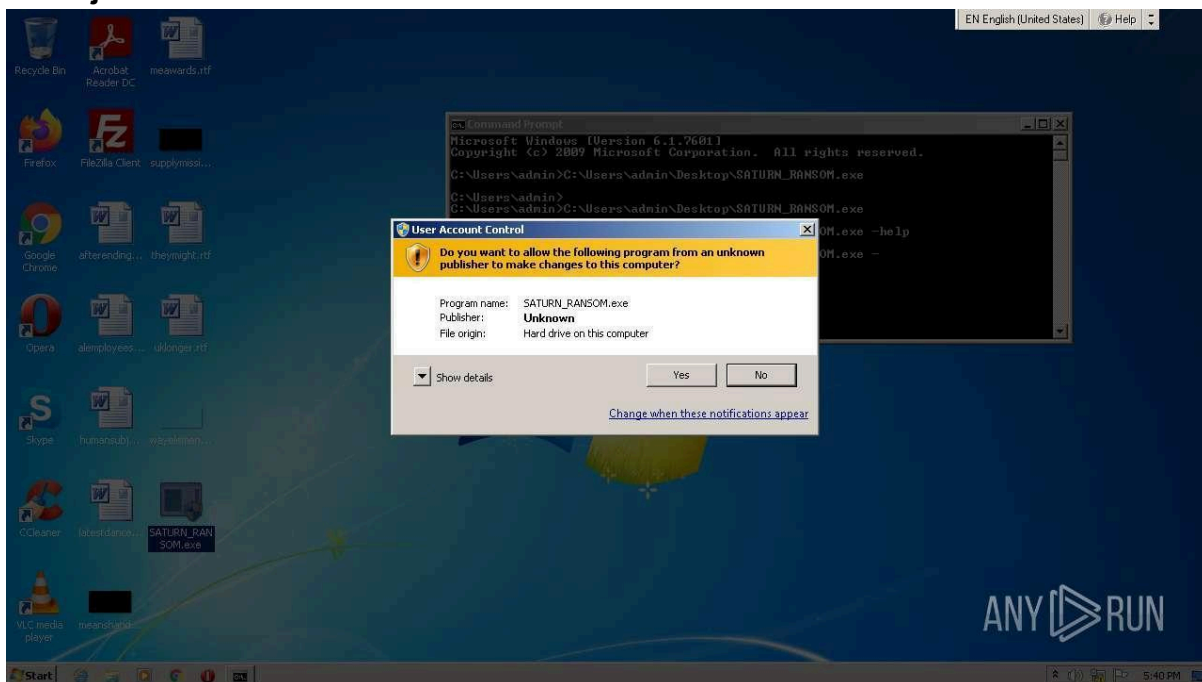 EN English (United States) Help
Recycle Bin
Acrobat
Reader DC
meawards.rtf
Firefox
FileZilla Client
supplymissi...
Google
Chrome
afterending...
theymight.rtf
Opera
alemployees...
uklonger.rtf
Skype
humansubj...
wayelemen...
CCleaner
latestdance...
SATURN_RAN
SOM.exe
VLC media
player
Command Prompt
Microsoft Windows [Version 6.1.7601]
Copyright (c) 2009 Microsoft Corporation. All rights reserved.
C:\Users\admin>C:\Users\admin\Desktop\SATURN_RANSOM.exe
C:\Users\admin>
C:\Users\admin>C:\Users\admin\Desktop\SATURN_RANSOM.exe
OM.exe -help
OM.exe -
User Account Control
Do you want to allow the following program from an unknown
publisher to make changes to this computer?
Program name: SATURN_RANSOM.exe
Publisher: Unknown
File origin: Hard drive on this computer
Show details
Yes
No
Change when these notifications appear
ANY RUN
Start
5:40 PM